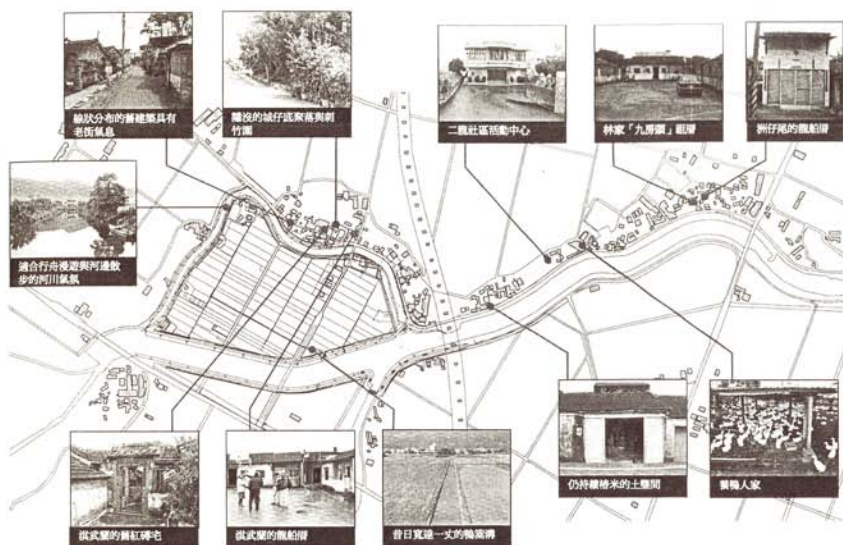 線狀分布的舊建築具有
老街氣息
隱沒的城仔底聚落與刺
竹圍
二龍社區活動中心
林家「九房頭」祖厝
洲仔尾的龍船厝
適合行舟漫遊與河邊散
步的河川氣氛
淇武蘭的舊紅磚宅
淇武蘭的龍船厝
昔日寬達一丈的鴨蒲溝
仍持續椿米的土壟間
養鴨人家